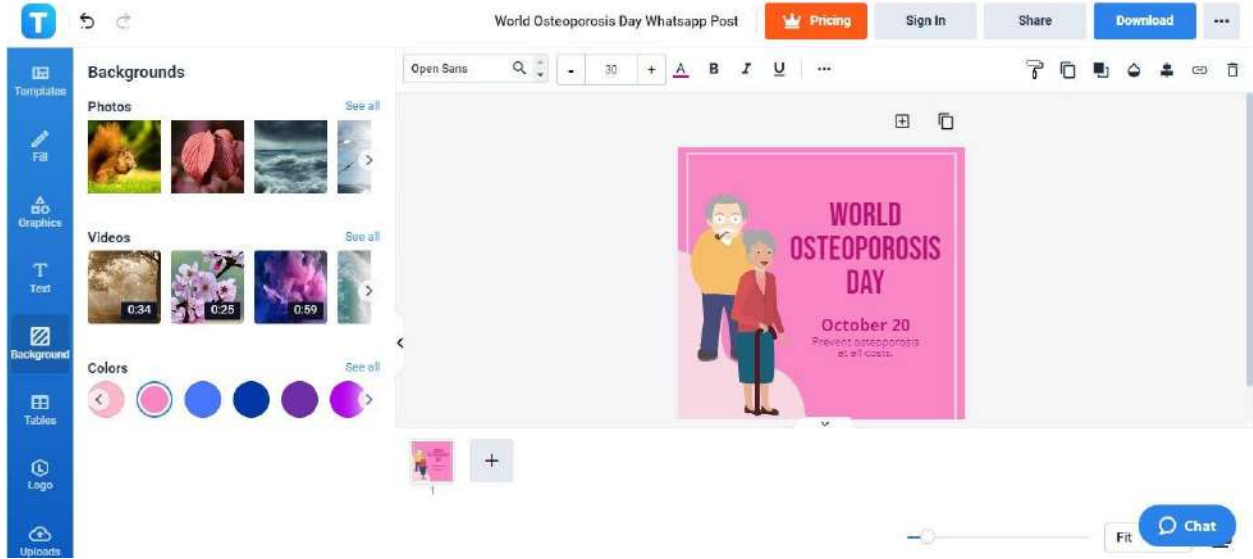 T
World Osteoporosis Day Whatsapp Post
Pricing
Sign In
Share
Download
Templates
Fill
Graphics
T
Text
Background
Tables
L
Logo
Uploads
Backgrounds
Photos See all
Videos See all
0:34 0:25 0:59
Colors See all
Open Sans - 30 + A B I U
WORLD
OSTEOPOROSIS
DAY
October 20
Prevent osteoporosis
at all costs.
1
Fit
Chat